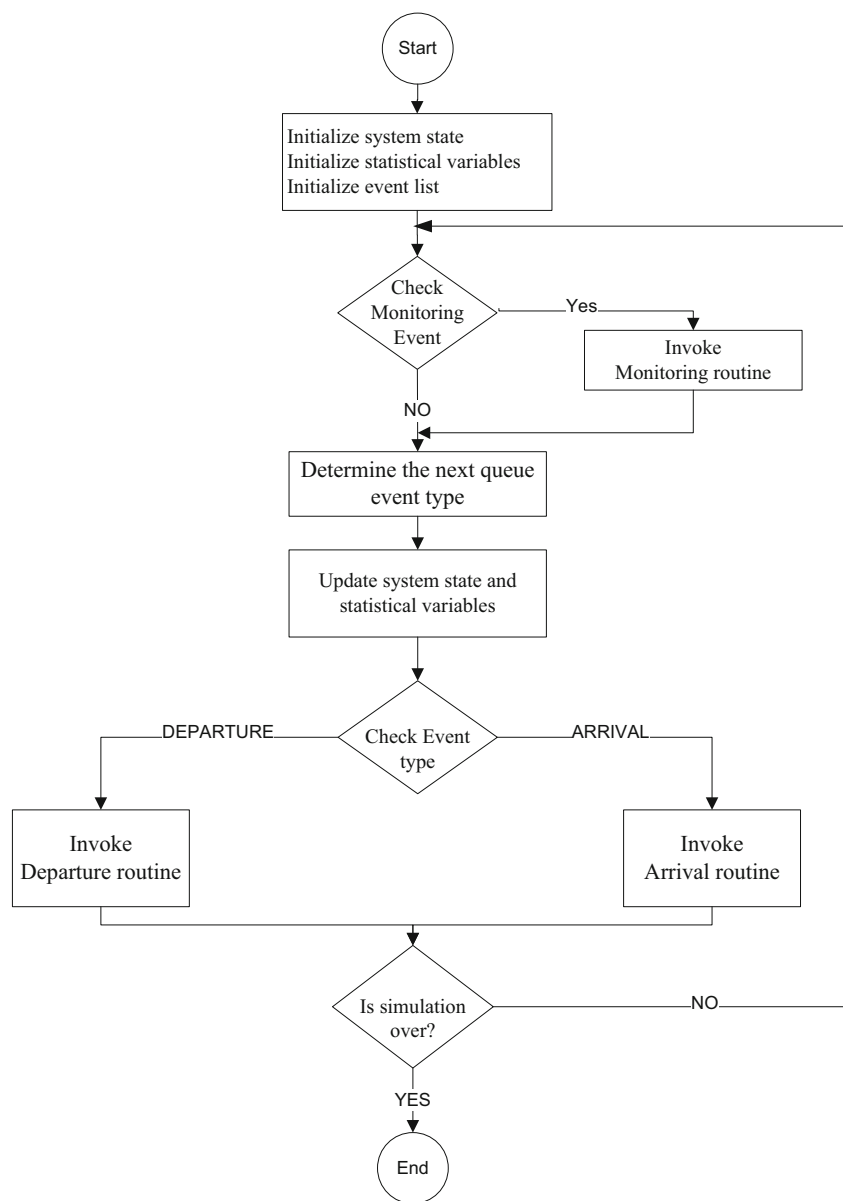 Start
Initialize system state
Initialize statistical variables
Initialize event list
Check
Monitoring
Event
Yes
Invoke
Monitoring routine
NO
Determine the next queue
event type
Update system state and
statistical variables
DEPARTURE
Check Event
type
ARRIVAL
Invoke
Departure routine
Invoke
Arrival routine
Is simulation
over?
NO
YES
End